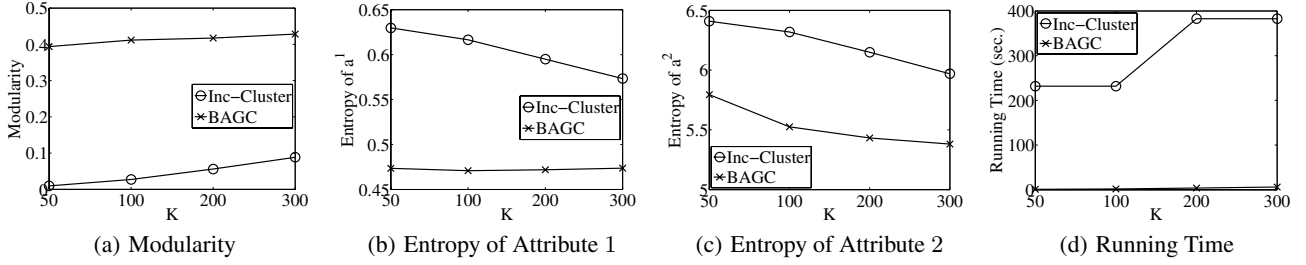 0.5
0.4
0.3
0.2
0.1
0
Modularity
Inc-Cluster
BAGC
50 100 200 300
K
(a) Modularity
0.65
0.6
0.55
0.5
0.45
Entropy of a1
Inc-Cluster
BAGC
50 100 200 300
K
(b) Entropy of Attribute 1
6.5
6
5.5
5
Entropy of a2
Inc-Cluster
BAGC
50 100 200 300
K
(c) Entropy of Attribute 2
400
300
200
100
0
Running Time (sec.)
Inc-Cluster
BAGC
50 100 200 300
K
(d) Running Time